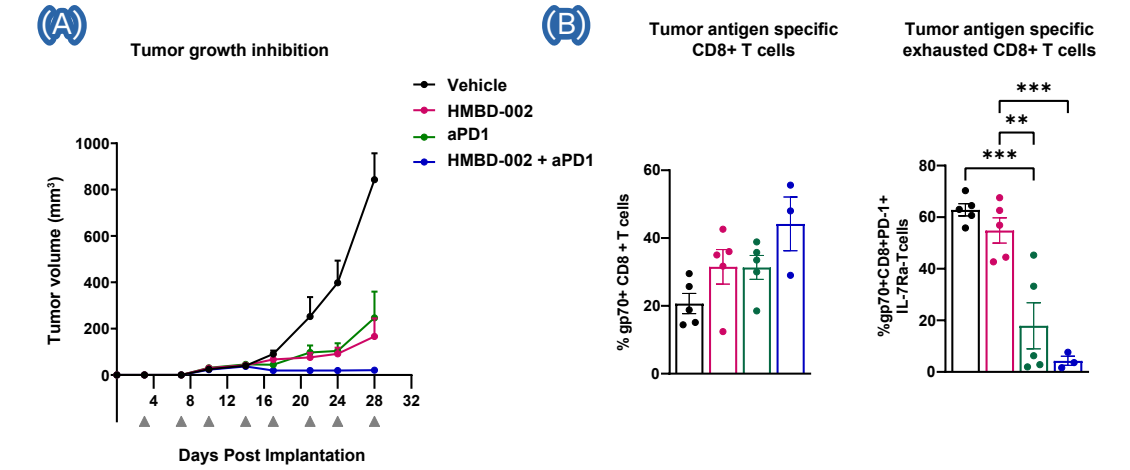 (A)
Tumor growth inhibition
Vehicle
HMBD-002
aPD1
HMBD-002 + aPD1
Tumor volume (mm³)
1000
800
600
400
200
0
4 8 12 16 20 24 28 32
Days Post Implantation
(B)
Tumor antigen specific
CD8+ T cells
% gp70+ CD8 + T cells
60
40
20
0
Tumor antigen specific
exhausted CD8+ T cells
***
**
***
%gp70+CD8+PD-1+
IL-7Ra-Tcells
80
60
40
20
0